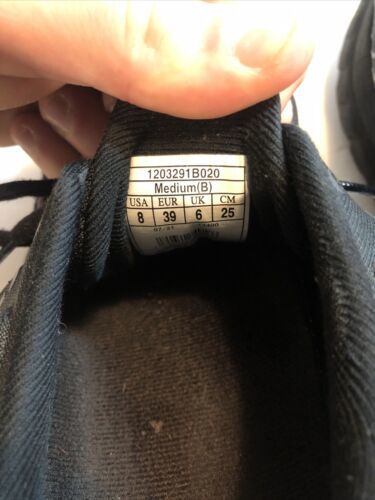 1203291B020
Medium(B)
USA EUR UK CM
8 39 6 25